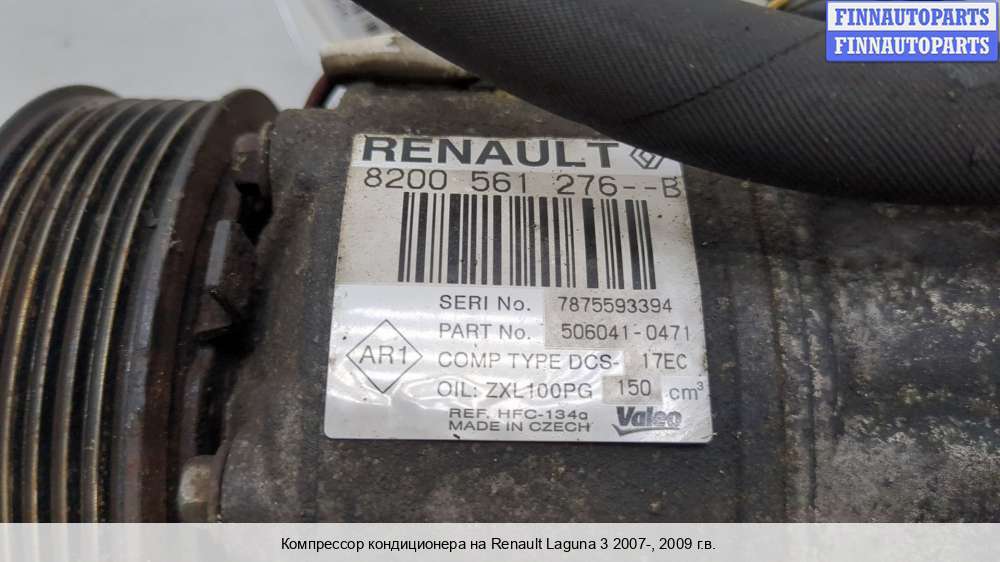 FINNAUTOPARTS
FINNAUTOPARTS
RENAULT
8200 561 276--B
SERI No. 7875593394
PART No. 506041-0471
AR1
COMP TYPE DCS- 17EC
OIL: ZXL100PG 150 cm³
REF. HFC-134a
MADE IN CZECH
Valeo
Компрессор кондиционера на Renault Laguna 3 2007-, 2009 г.в.